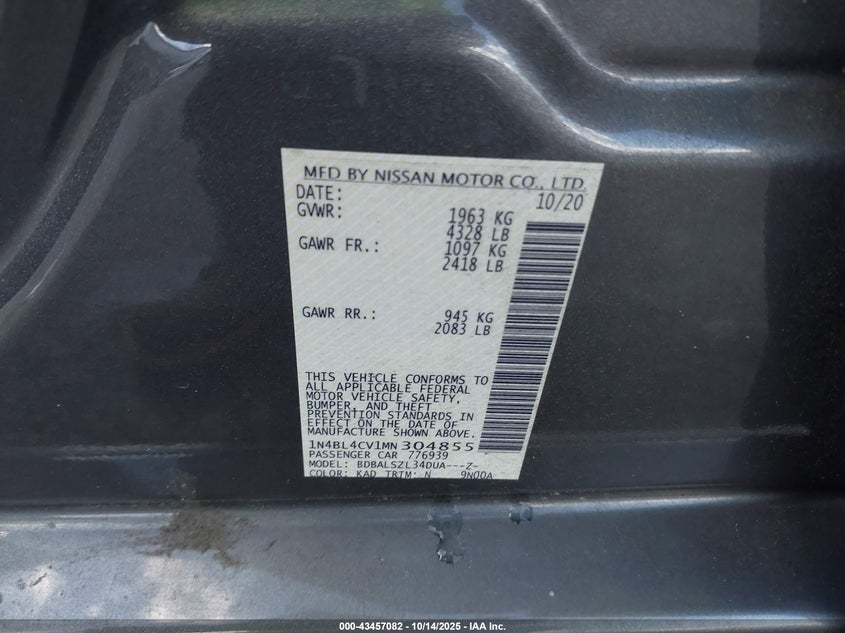 MFD BY NISSAN MOTOR CO., LTD.
DATE: 10/20
GVWR: 1963 KG
4328 LB
GAWR FR.: 1097 KG
2418 LB
GAWR RR.: 945 KG
2083 LB
THIS VEHICLE CONFORMS TO
ALL APPLICABLE FEDERAL
MOTOR VEHICLE SAFETY,
BUMPER, AND THEFT
PREVENTION STANDARDS IN
EFFECT ON THE DATE OF
MANUFACTURE SHOWN ABOVE.
1N4BL4CV1MN304855
PASSENGER CAR 776939
MODEL: BDBALSZL34DUA---Z-
COLOR: KAD TRIM: N 9N00A
000-43457082 - 10/14/2025 - IAA Inc.